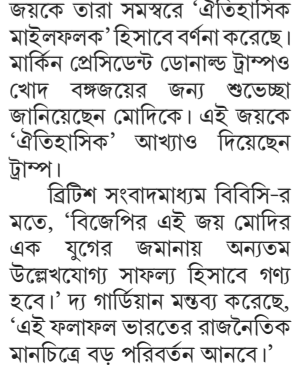 জয়কে তারা সমস্বরে ‘ঐতিহাসিক
মাইলফলক’ হিসাবে বর্ণনা করেছে।
মার্কিন প্রেসিডেন্ট ডোনাল্ড ট্রাম্পও
খোদ বঙ্গজয়ের জন্য শুভেচ্ছা
জানিয়েছেন মোদিকে। এই জয়কে
‘ঐতিহাসিক’ আখ্যাও দিয়েছেন
ট্রাম্প।
ব্রিটিশ সংবাদমাধ্যম বিবিসি-র
মতে, ‘বিজেপির এই জয় মোদির
এক যুগের জমানায় অন্যতম
উল্লেখযোগ্য সাফল্য হিসাবে গণ্য
হবে।’ দ্য গার্ডিয়ান মন্তব্য করেছে,
‘এই ফলাফল ভারতের রাজনৈতিক
মানচিত্রে বড় পরিবর্তন আনবে।’